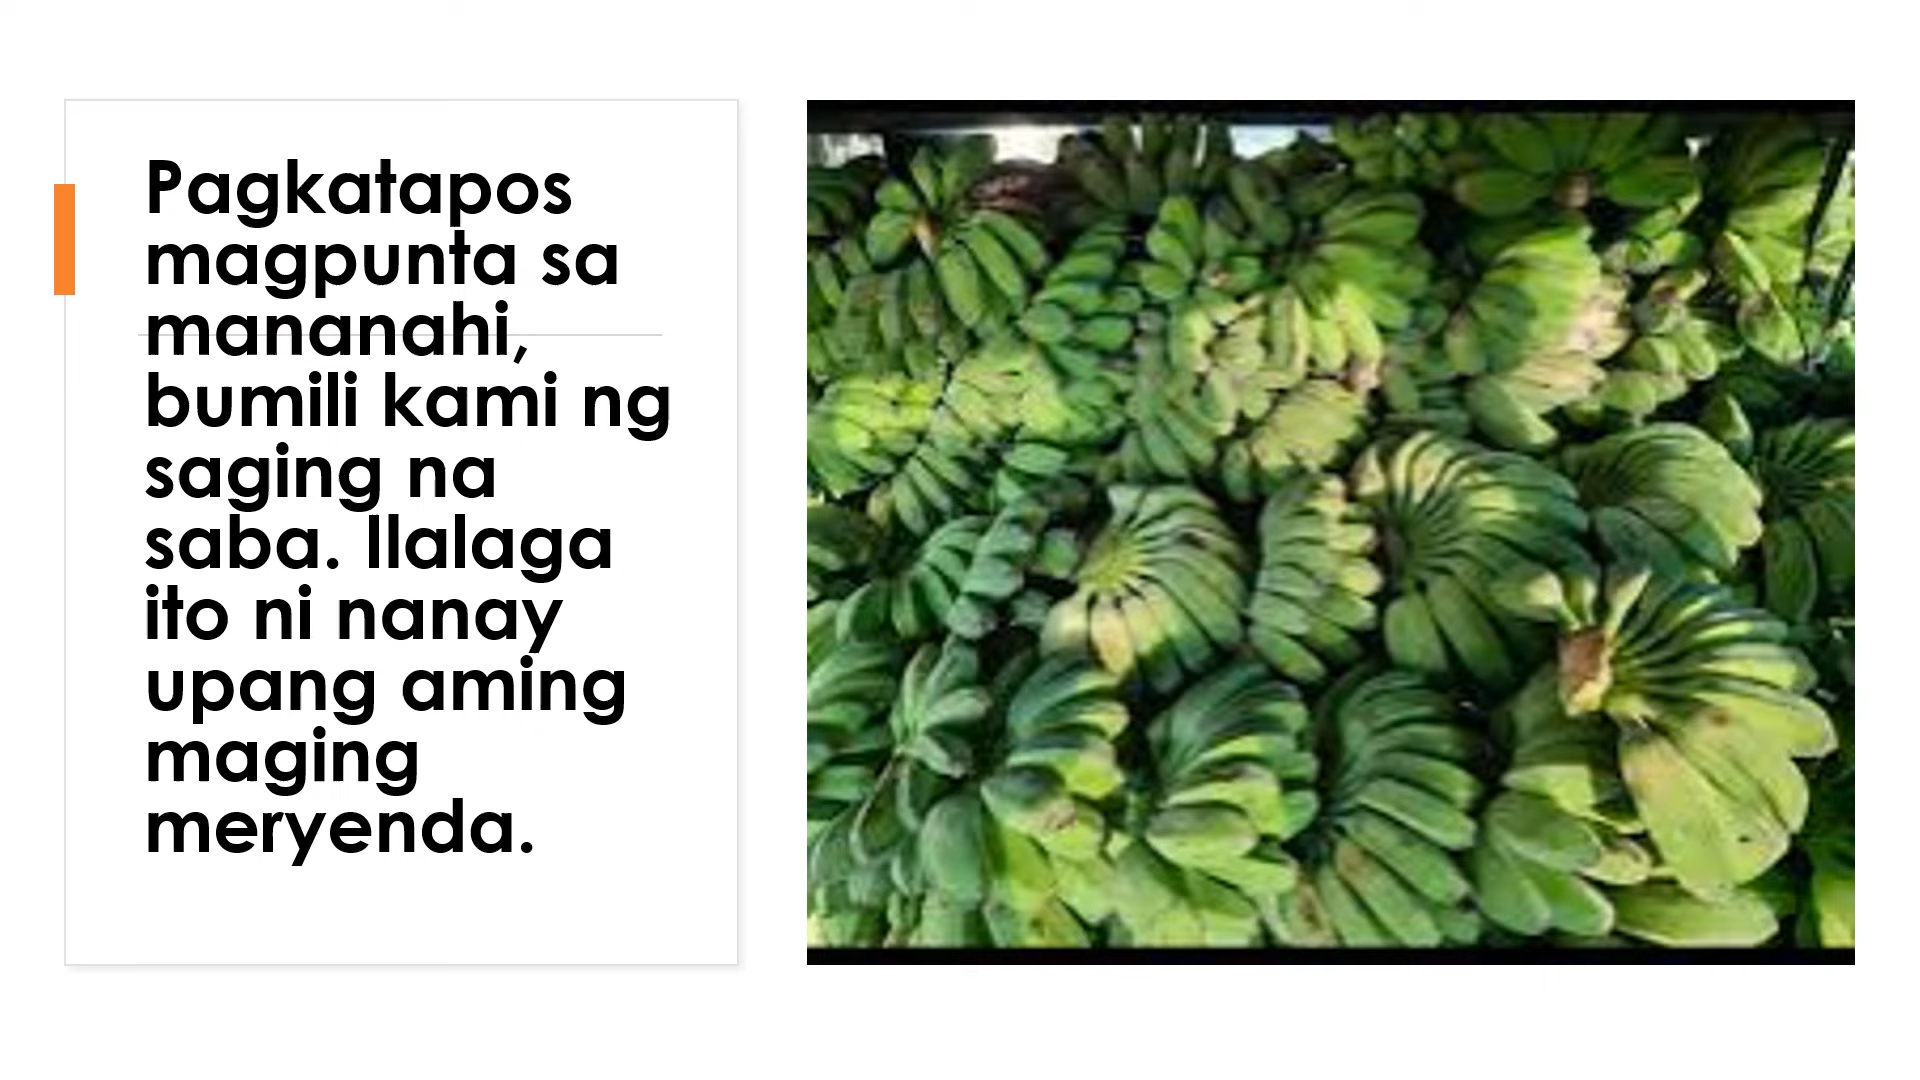 Pagkatapos
magpunta sa
mananahi,
bumili kami ng
saging na
saba. Ilalaga
ito ni nanay
upang aming
maging
meryenda.